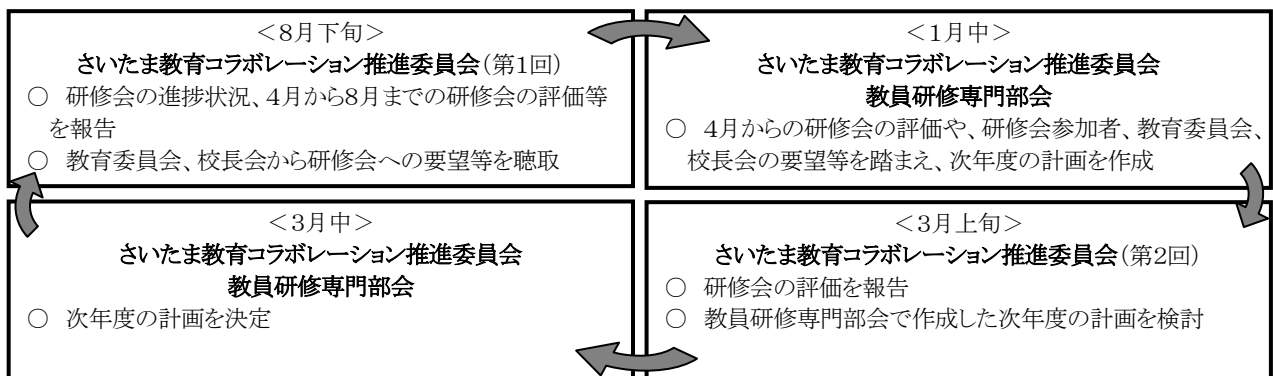 <8月下旬>
さいたま教育コラボレーション推進委員会(第1回)
○ 研修会の進捗状況、4月から8月までの研修会の評価等
を報告
○ 教育委員会、校長会から研修会への要望等を聴取
<1月中>
さいたま教育コラボレーション推進委員会
教員研修専門部会
○ 4月からの研修会の評価や、研修会参加者、教育委員会、
校長会の要望等を踏まえ、次年度の計画を作成
<3月上旬>
さいたま教育コラボレーション推進委員会(第2回)
○ 研修会の評価を報告
○ 教員研修専門部会で作成した次年度の計画を検討
<3月中>
さいたま教育コラボレーション推進委員会
教員研修専門部会
○ 次年度の計画を決定